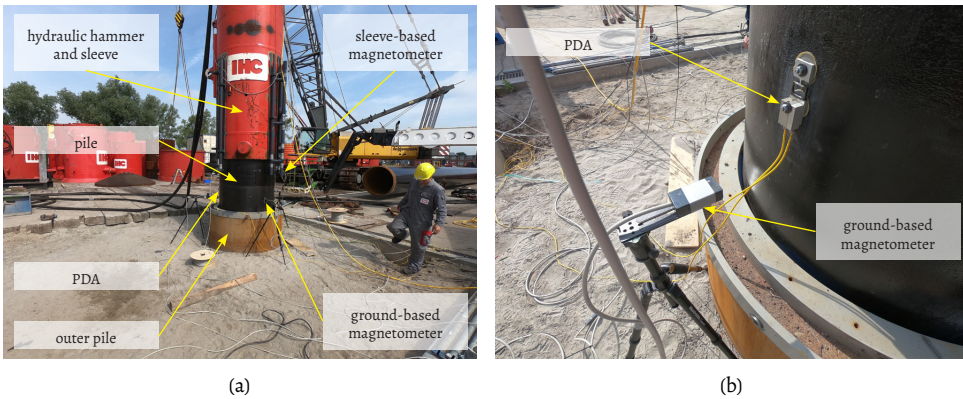 hydraulic hammer
and sleeve
sleeve-based
magnetometer
IHC
pile
IHC
IHC
PDA
outer pile
ground-based
magnetometer
(a)
PDA
ground-based
magnetometer
(b)